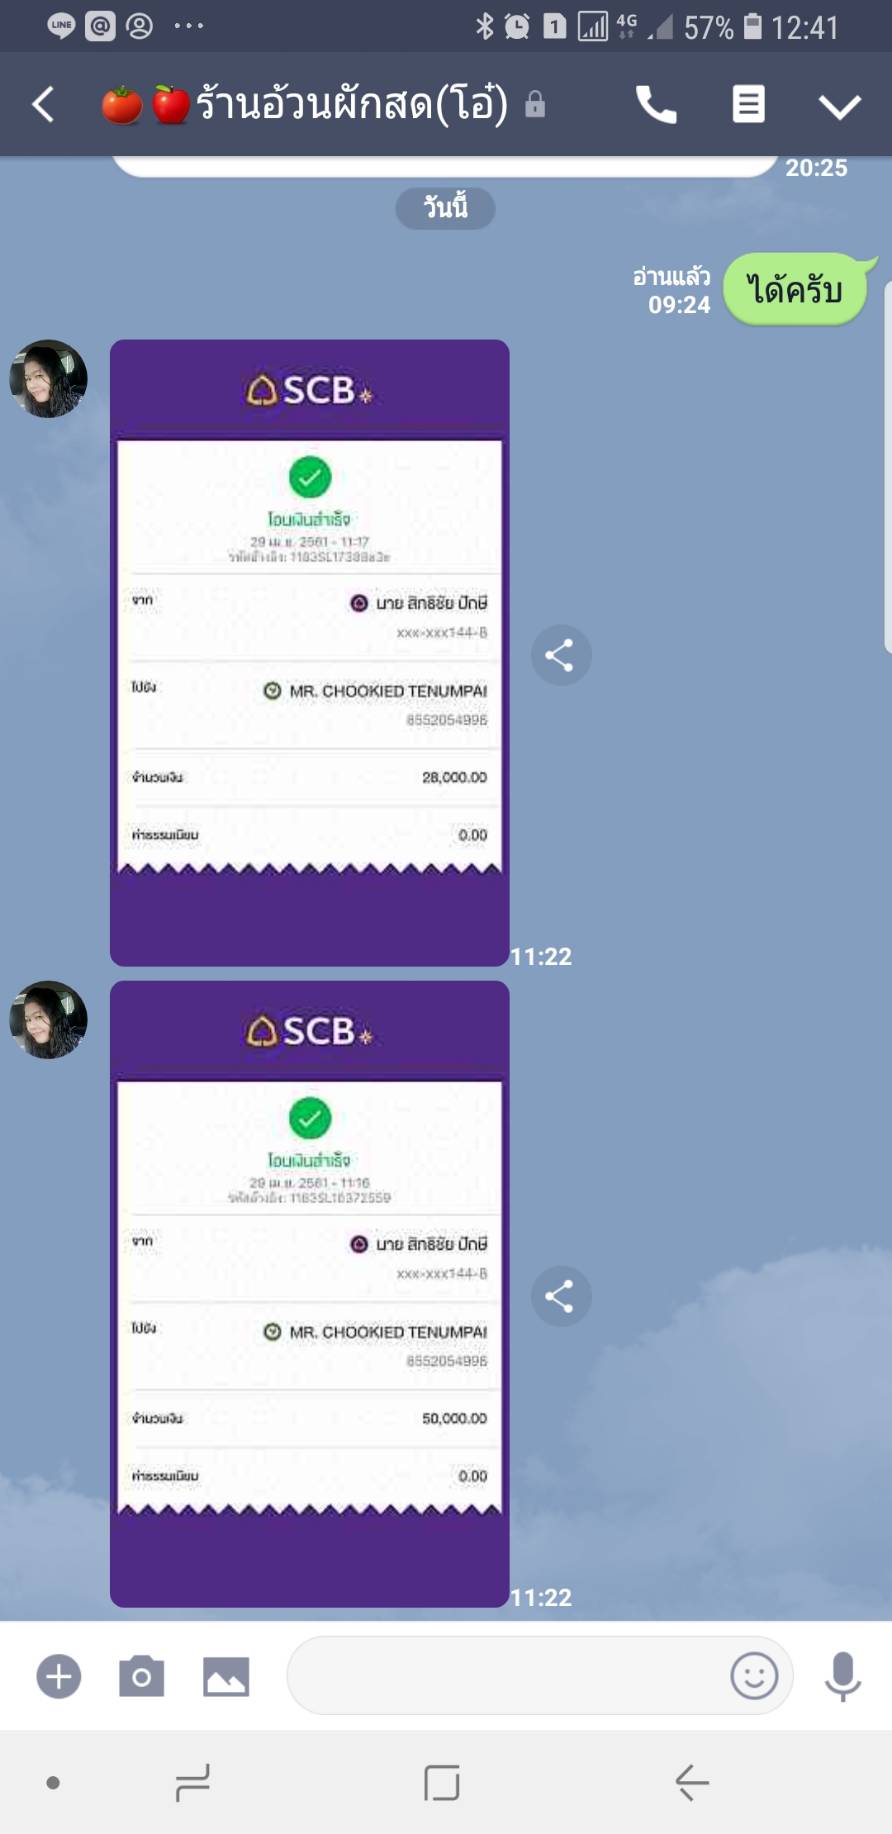 LINE
1
4G
57%
12:41
ร้านอ้วนผักสด(โอ๋)
20:25
วันนี้
อ่านแล้ว
09:24
ได้ครับ
SCB
โอนเงินสำเร็จ
29 เม.ย. 2561 - 11:17
รหัสอ้างอิง:
จาก
นาย สิทธิชัย ปักษี
xxx-xxx144-8
ไปยัง
MR. CHOOKIED TENUMPAI
8552054996
จำนวนเงิน
28,000.00
ค่าธรรมเนียม
0.00
11:22
SCB
โอนเงินสำเร็จ
29 เม.ย. 2561 - 11:16
รหัสอ้างอิง:
จาก
นาย สิทธิชัย ปักษี
xxx-xxx144-8
ไปยัง
MR. CHOOKIED TENUMPAI
8552054996
จำนวนเงิน
50,000.00
ค่าธรรมเนียม
0.00
11:22